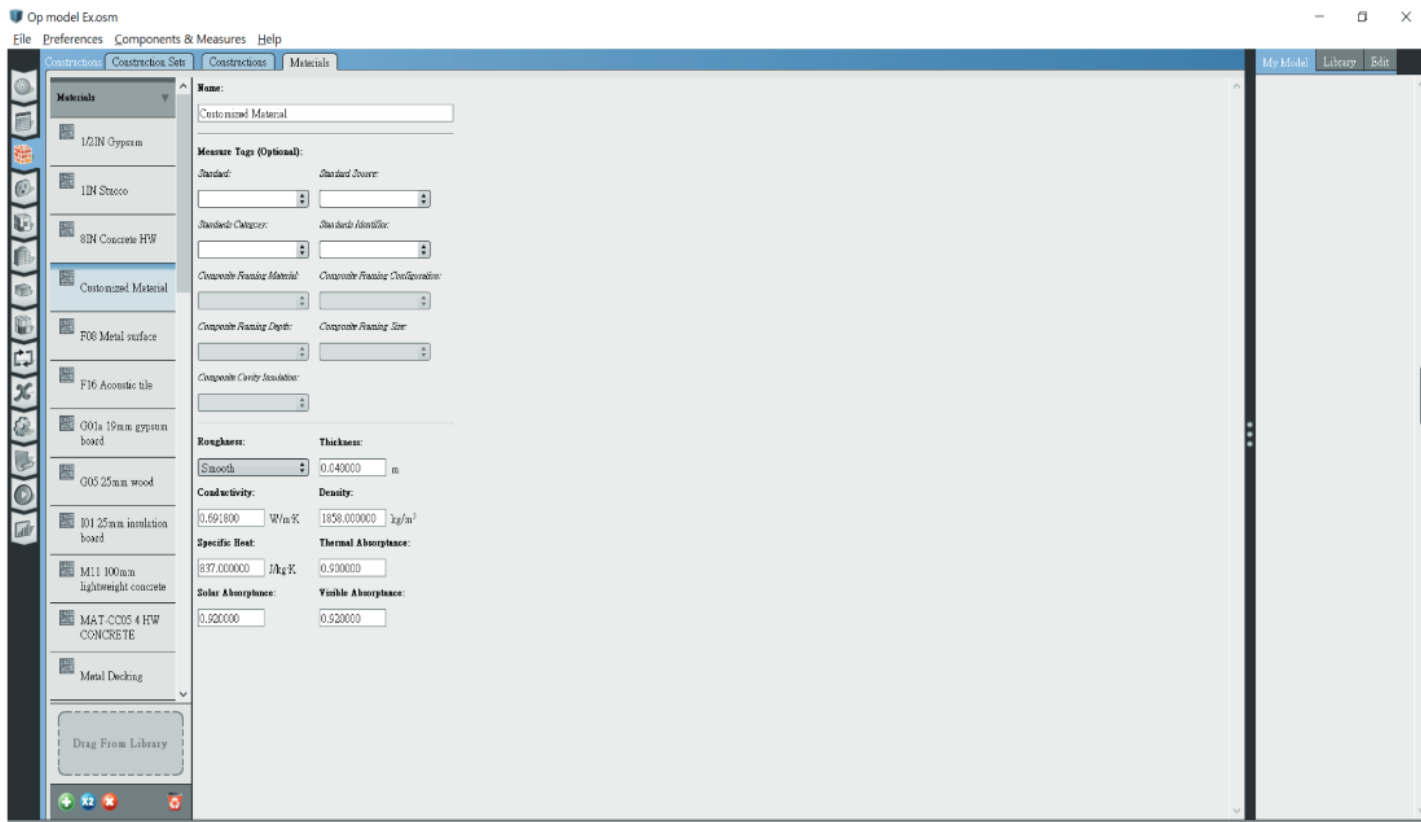 Op model Ex.osm
File Preferences Components & Measures Help
Constructions Construction Sets Constructions Materials My Model Library Edit
Materials
1/2IN Gypsum
1IN Stucco
8IN Concrete HW
Customized Material
F08 Metal surface
F16 Acoustic tile
G01a 19mm gypsum
board
G05 25mm wood
I01 25mm insulation
board
M11 100mm
lightweight concrete
MAT-CC05 4 HW
CONCRETE
Metal Decking
Drag From Library
x2
Name:
Customized Material
Measure Tags (Optional):
Standard: Standard Source:
Standards Category: Standards Identifier:
Composite Framing Material: Composite Framing Configuration:
Composite Framing Depth: Composite Framing Size:
Composite Cavity Insulation:
Roughness: Thickness:
Smooth 0.040000 m
Conductivity: Density:
0.691800 W/m·K 1858.000000 kg/m³
Specific Heat: Thermal Absorptance:
837.000000 J/kg·K 0.900000
Solar Absorptance: Visible Absorptance:
0.920000 0.920000